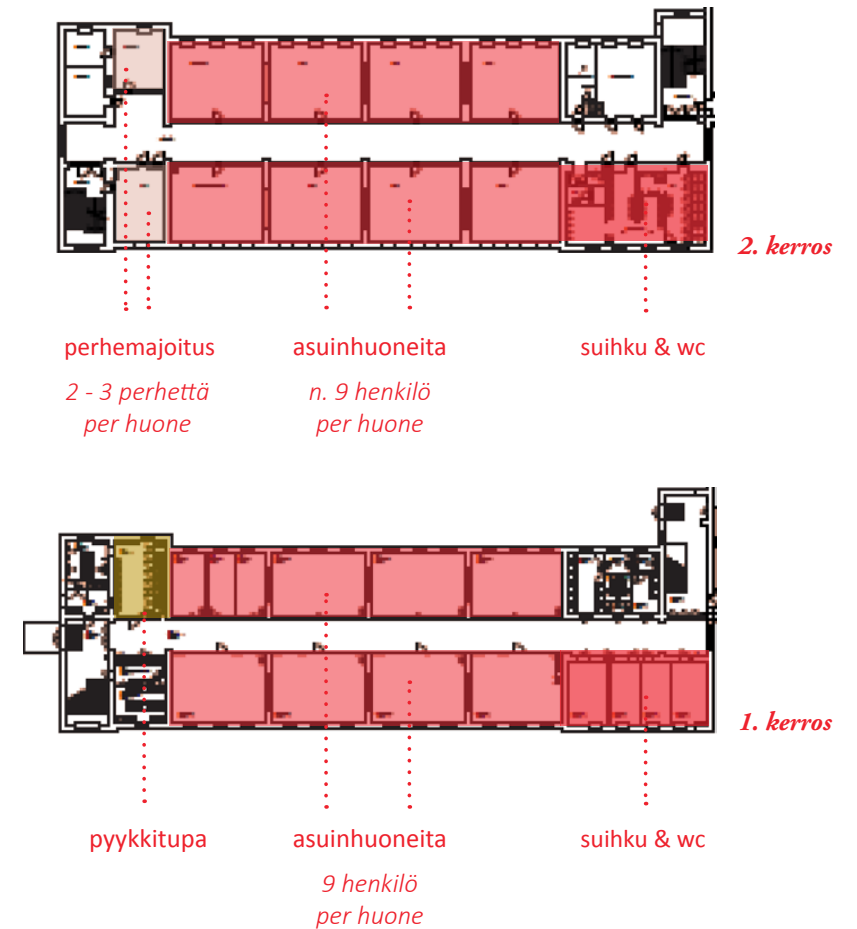 2. kerros
perhemajoitus
2 - 3 perhettä
per huone
asuinhuoneita
n. 9 henkilö
per huone
suihku & wc
1. kerros
pyykkitupa
asuinhuoneita
9 henkilö
per huone
suihku & wc